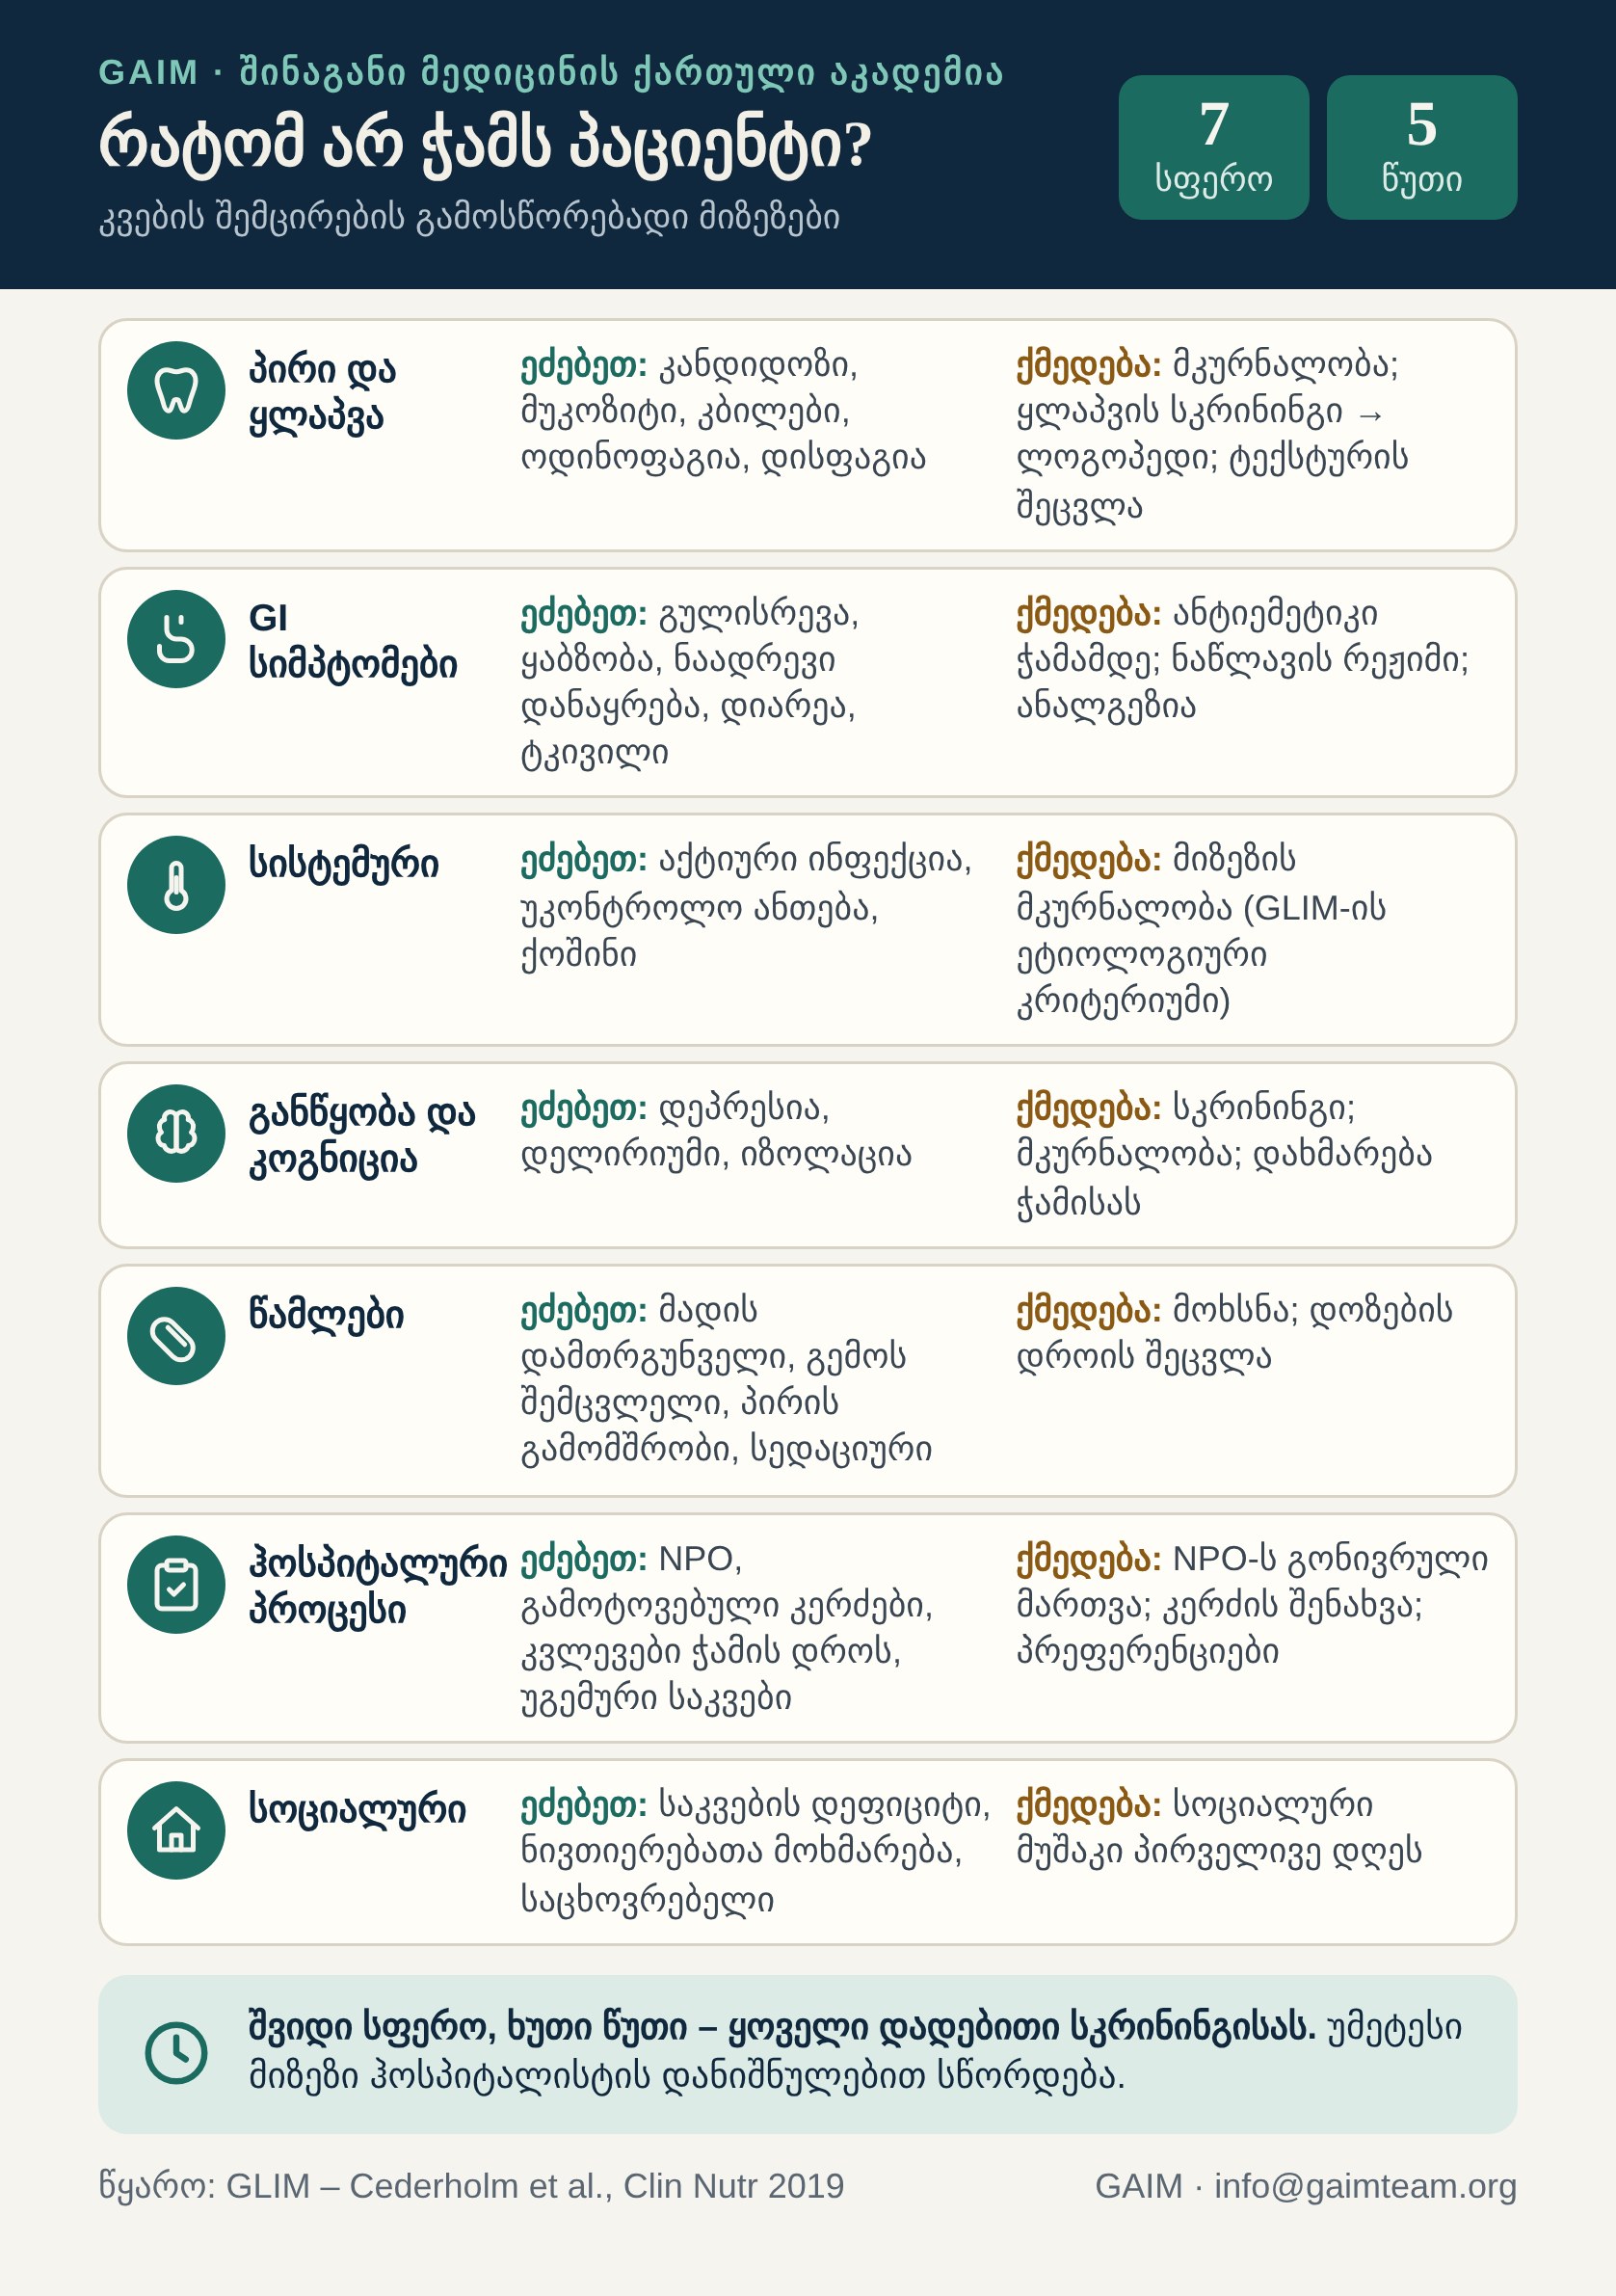 GAIM · შინაგანი მედიცინის ქართული აკადემია
რატომ არ ჭამს პაციენტი?
კვების შემცირების გამოსწორებადი მიზეზები
7
სფერო
5
წუთი
პირი და
ყლაპვა
ეძებეთ: კანდიდოზი,
მუკოზიტი, კბილები,
ოდინოფაგია, დისფაგია
ქმედება: მკურნალობა;
ყლაპვის სკრინინგი →
ლოგოპედი; ტექსტურის
შეცვლა
GI
სიმპტომები
ეძებეთ: გულისრევა,
ყაბზობა, ნაადრევი
დანაყრება, დიარეა,
ტკივილი
ქმედება: ანტიემეტიკი
ჭამამდე; ნაწლავის რეჟიმი;
ანალგეზია
სისტემური
ეძებეთ: აქტიური ინფექცია,
უკონტროლო ანთება,
ქოშინი
ქმედება: მიზეზის
მკურნალობა (GLIM-ის
ეტიოლოგიური
კრიტერიუმი)
განწყობა და
კოგნიცია
ეძებეთ: დეპრესია,
დელირიუმი, იზოლაცია
ქმედება: სკრინინგი;
მკურნალობა; დახმარება
ჭამისას
წამლები
ეძებეთ: მადის
დამთრგუნველი, გემოს
შემცვლელი, პირის
გამომშრობი, სედაციური
ქმედება: მოხსნა; დოზების
დროის შეცვლა
ჰოსპიტალური
პროცესი
ეძებეთ: NPO,
გამოტოვებული კერძები,
კვლევები ჭამის დროს,
უგემური საკვები
ქმედება: NPO-ს გონივრული
მართვა; კერძის შენახვა;
პრეფერენციები
სოციალური
ეძებეთ: საკვების დეფიციტი,
ნივთიერებათა მოხმარება,
საცხოვრებელი
ქმედება: სოციალური
მუშაკი პირველივე დღეს
შვიდი სფერო, ხუთი წუთი – ყოველი დადებითი სკრინინგისას. უმეტესი
მიზეზი ჰოსპიტალისტის დანიშნულებით სწორდება.
წყარო: GLIM – Cederholm et al., Clin Nutr 2019
GAIM · info@gaimteam.org